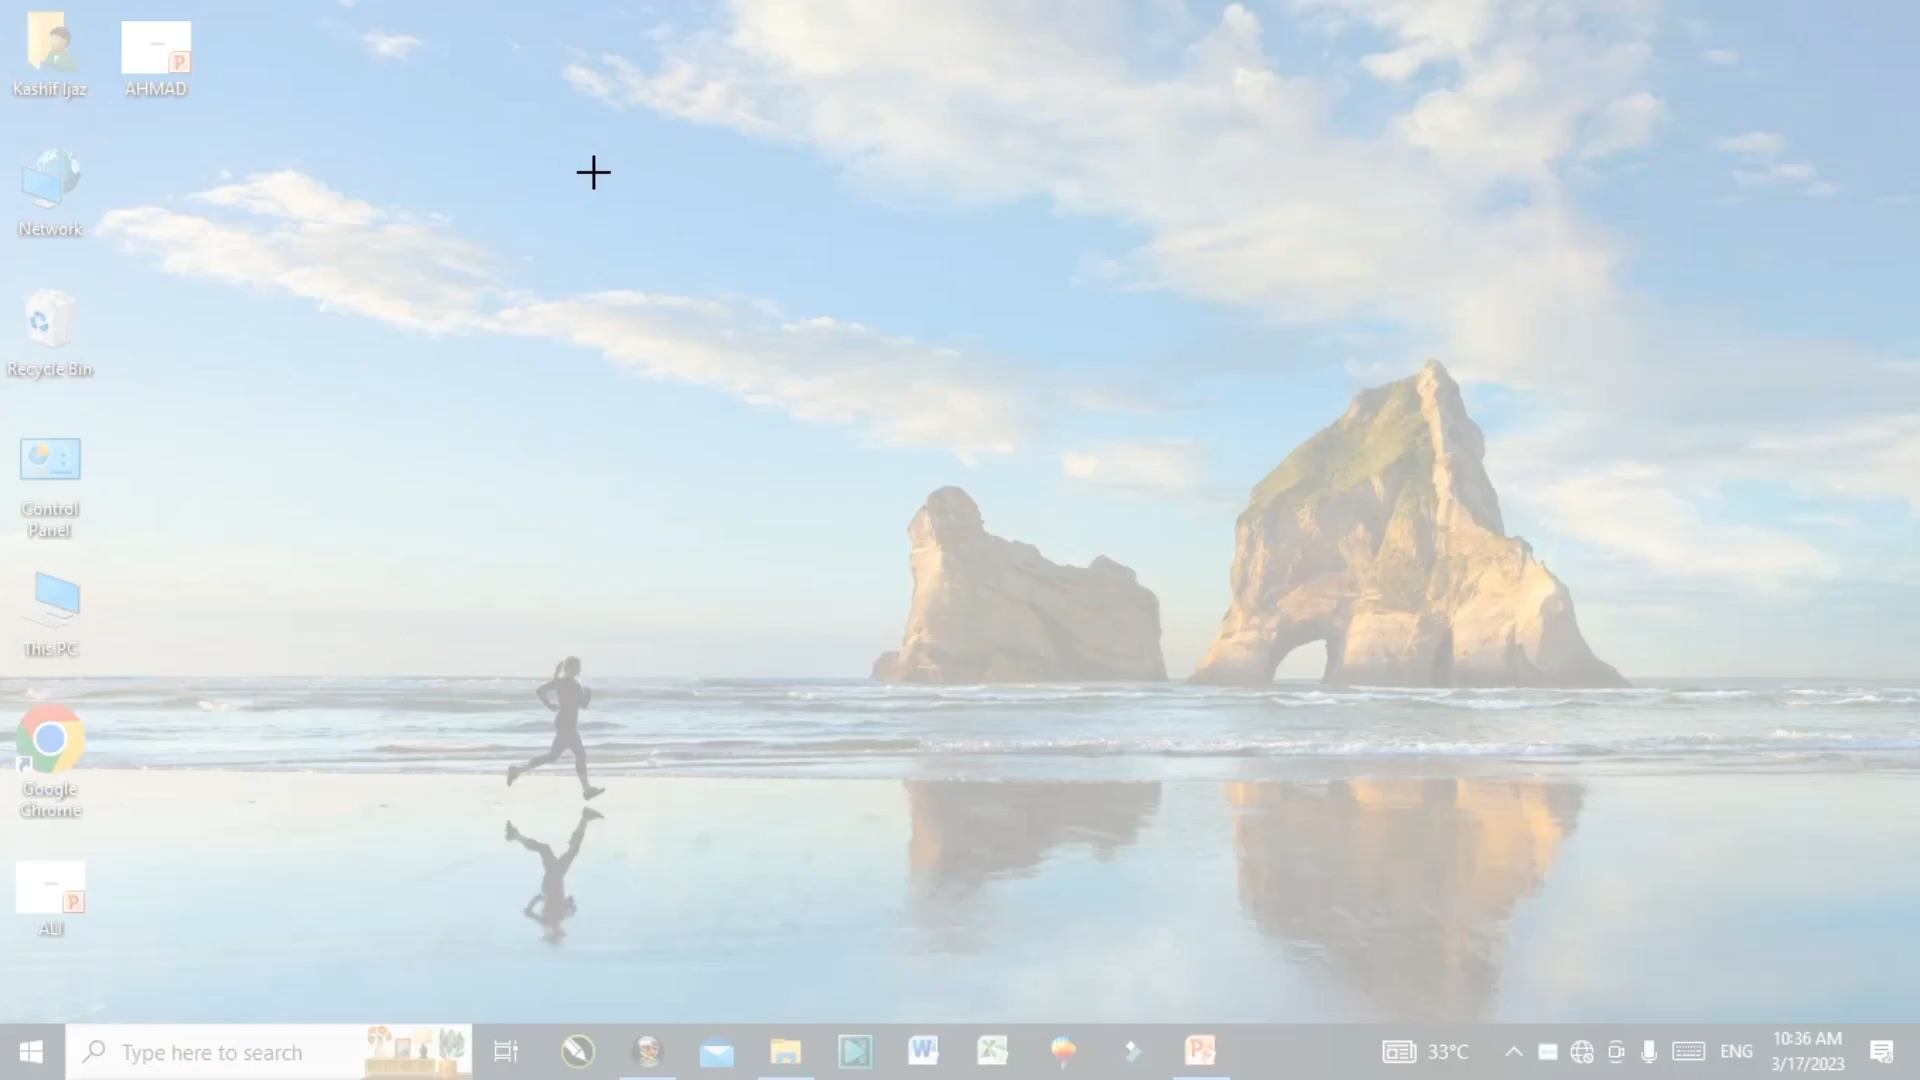 Kashif Ijaz
AHMAD
Network
Recycle Bin
Control
Panel
This PC
Google
Chrome
ALI
Type here to search
33°C
ENG
10:36 AM
3/17/2023